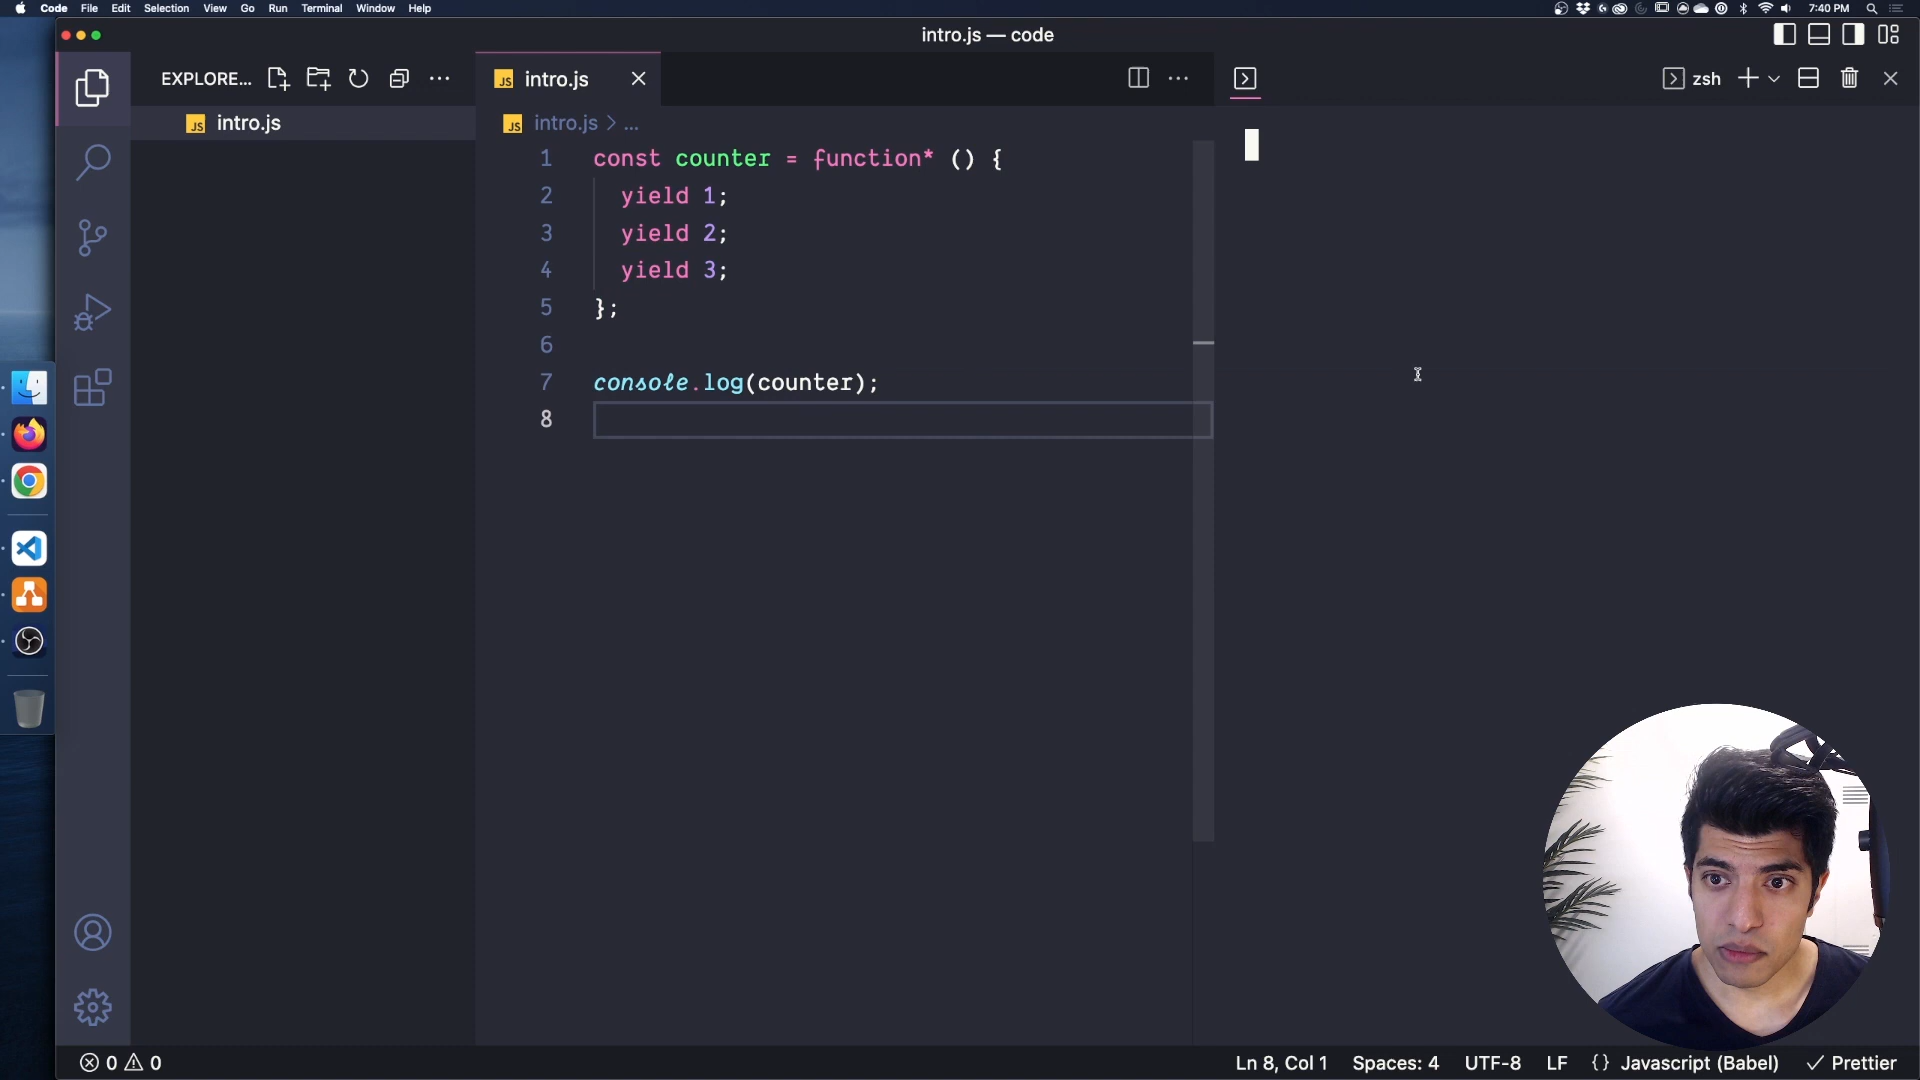 Code File Edit Selection View Go Run Terminal Window Help 7:40 PM
intro.js — code
EXPLORE... intro.js zsh
JS intro.js
JS intro.js > ...
1 const counter = function* () {
2 yield 1;
3 yield 2;
4 yield 3;
5 };
6
7 console.log(counter);
8
0 0 Ln 8, Col 1 Spaces: 4 UTF-8 LF {} Javascript (Babel) Prettier